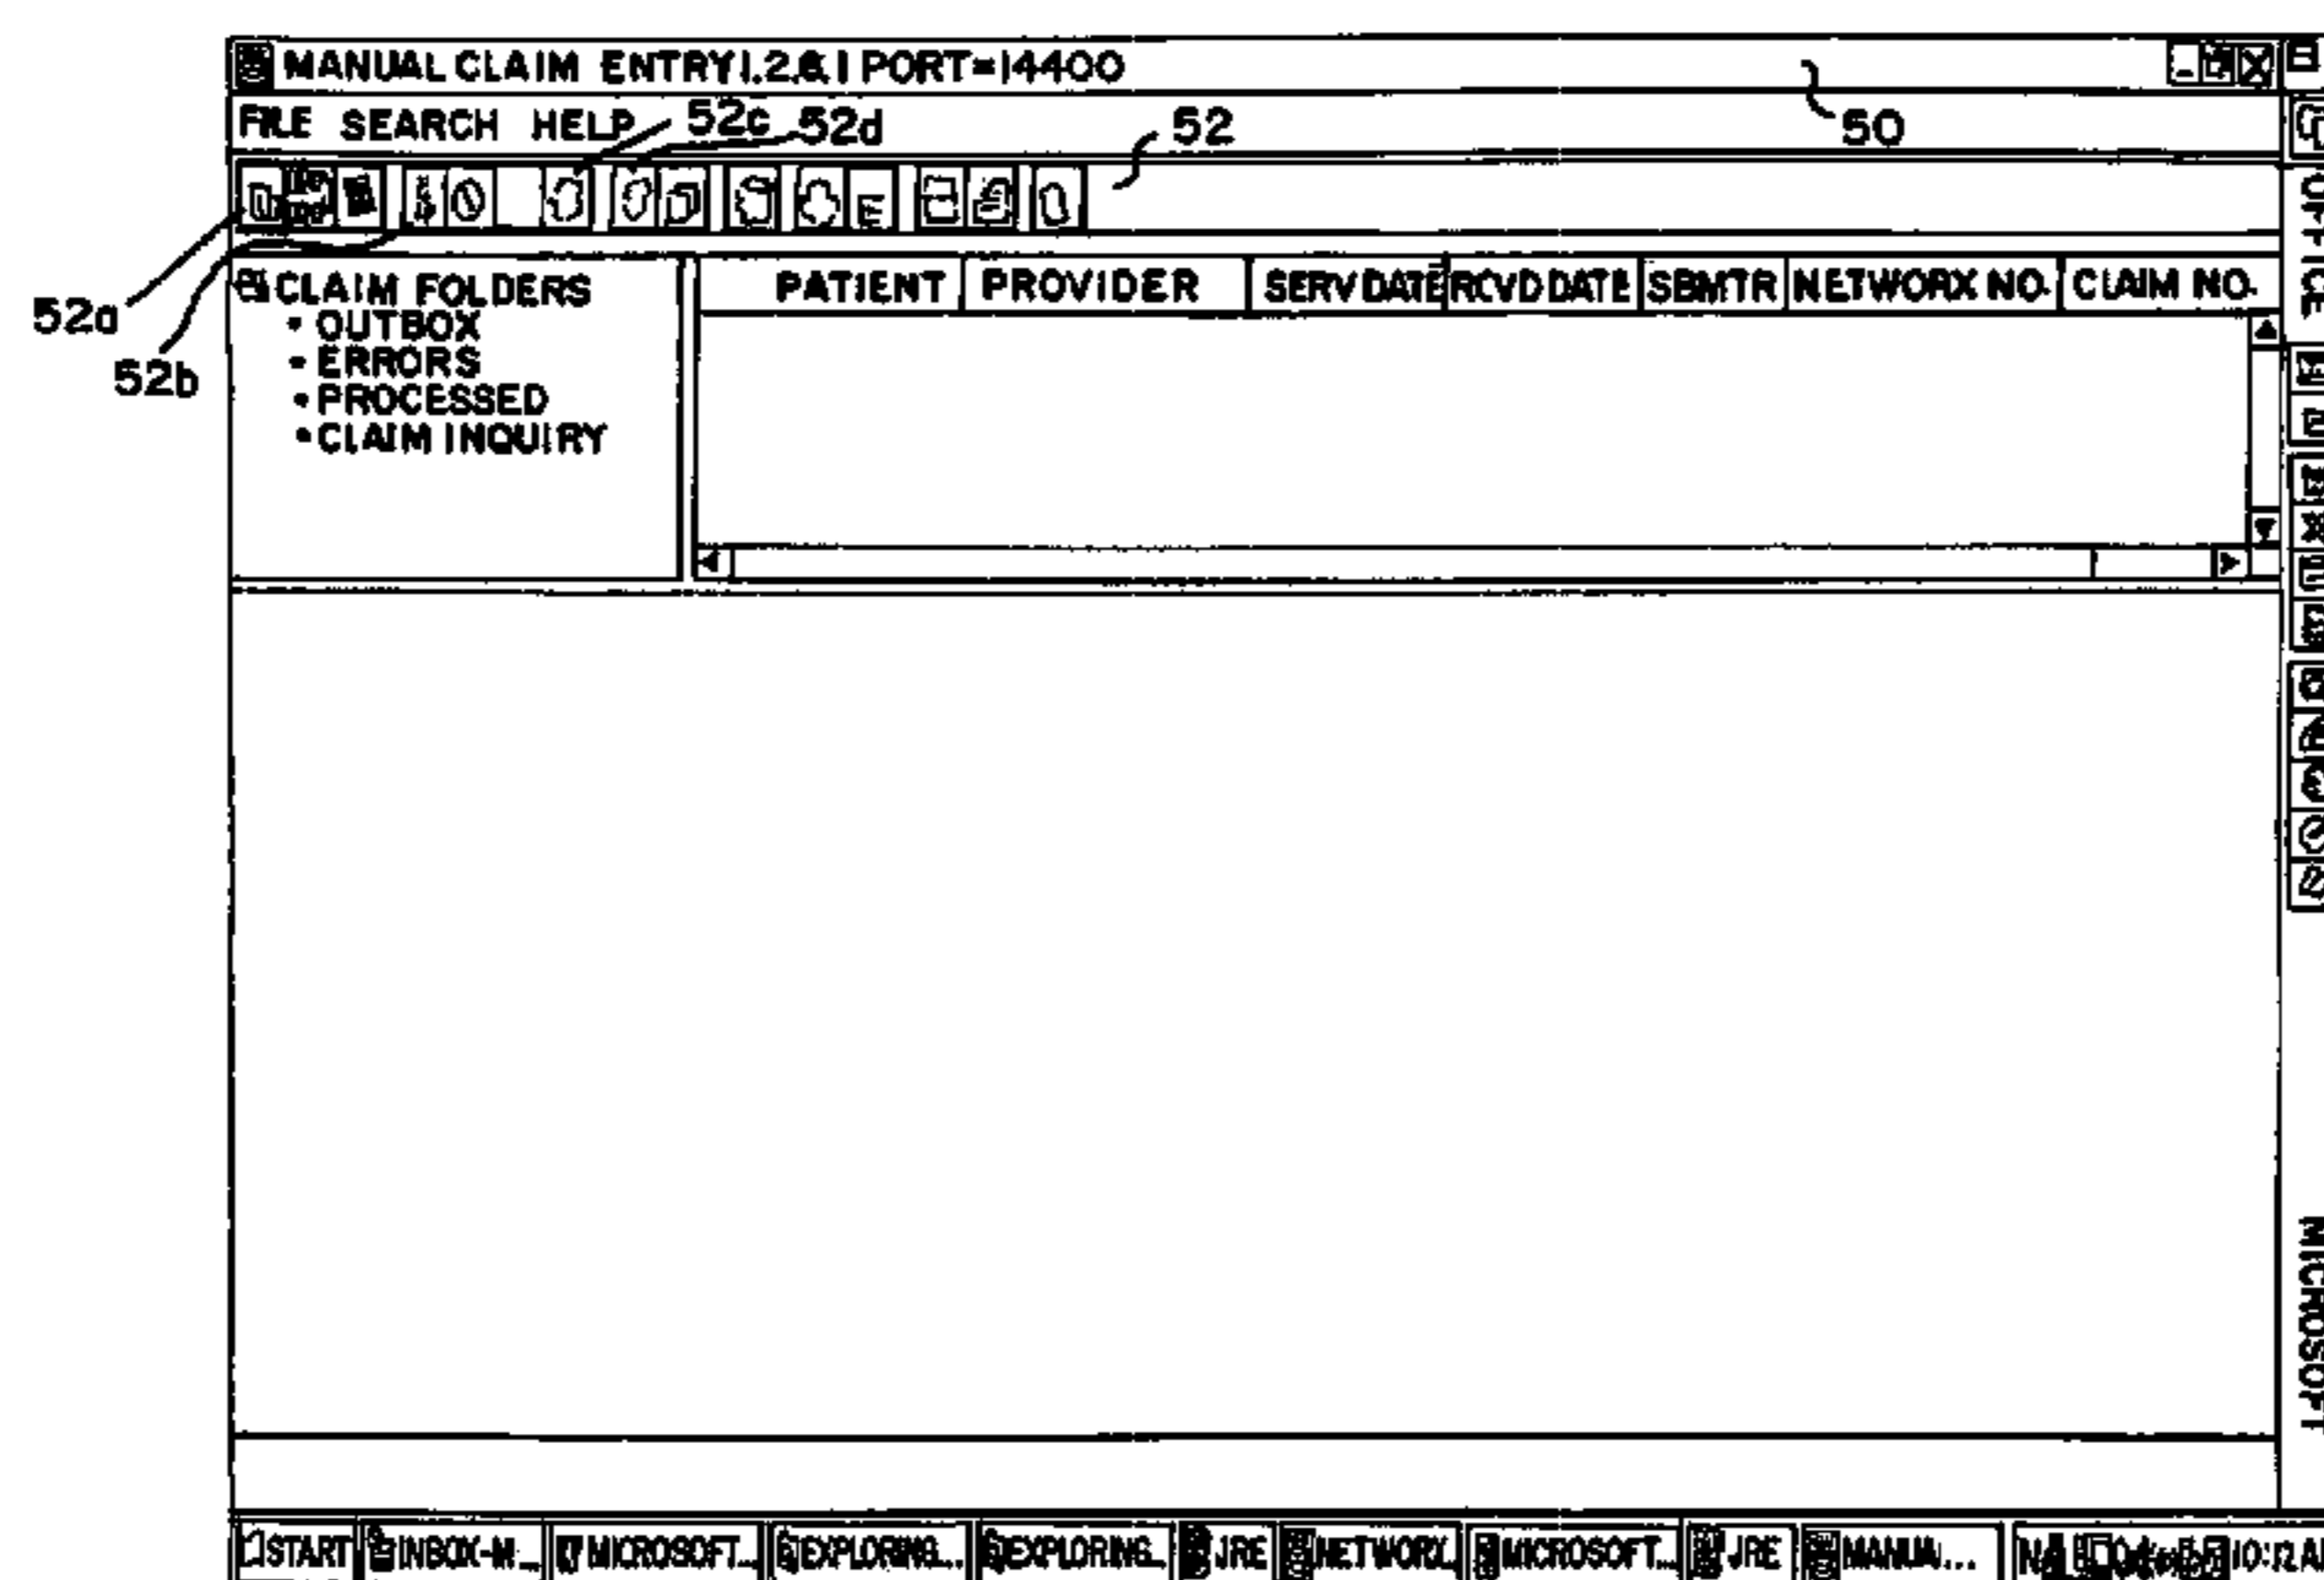 MANUAL CLAIM ENTRY 1.2.6.1 PORT=14400
50
FILE SEARCH HELP 52c 52d 52
52a
52b
CLAIM FOLDERS
• OUTBOX
• ERRORS
• PROCESSED
• CLAIM INQUIRY
PATIENT PROVIDER SERV DATE RCVD DATE SBMTR NETWORX NO. CLAIM NO.
OFFICE
MICROSOFT
START INBOX-M... MICROSOFT... EXPLORING... EXPLORING... JRE NETWORX... MICROSOFT... JRE MANUA...